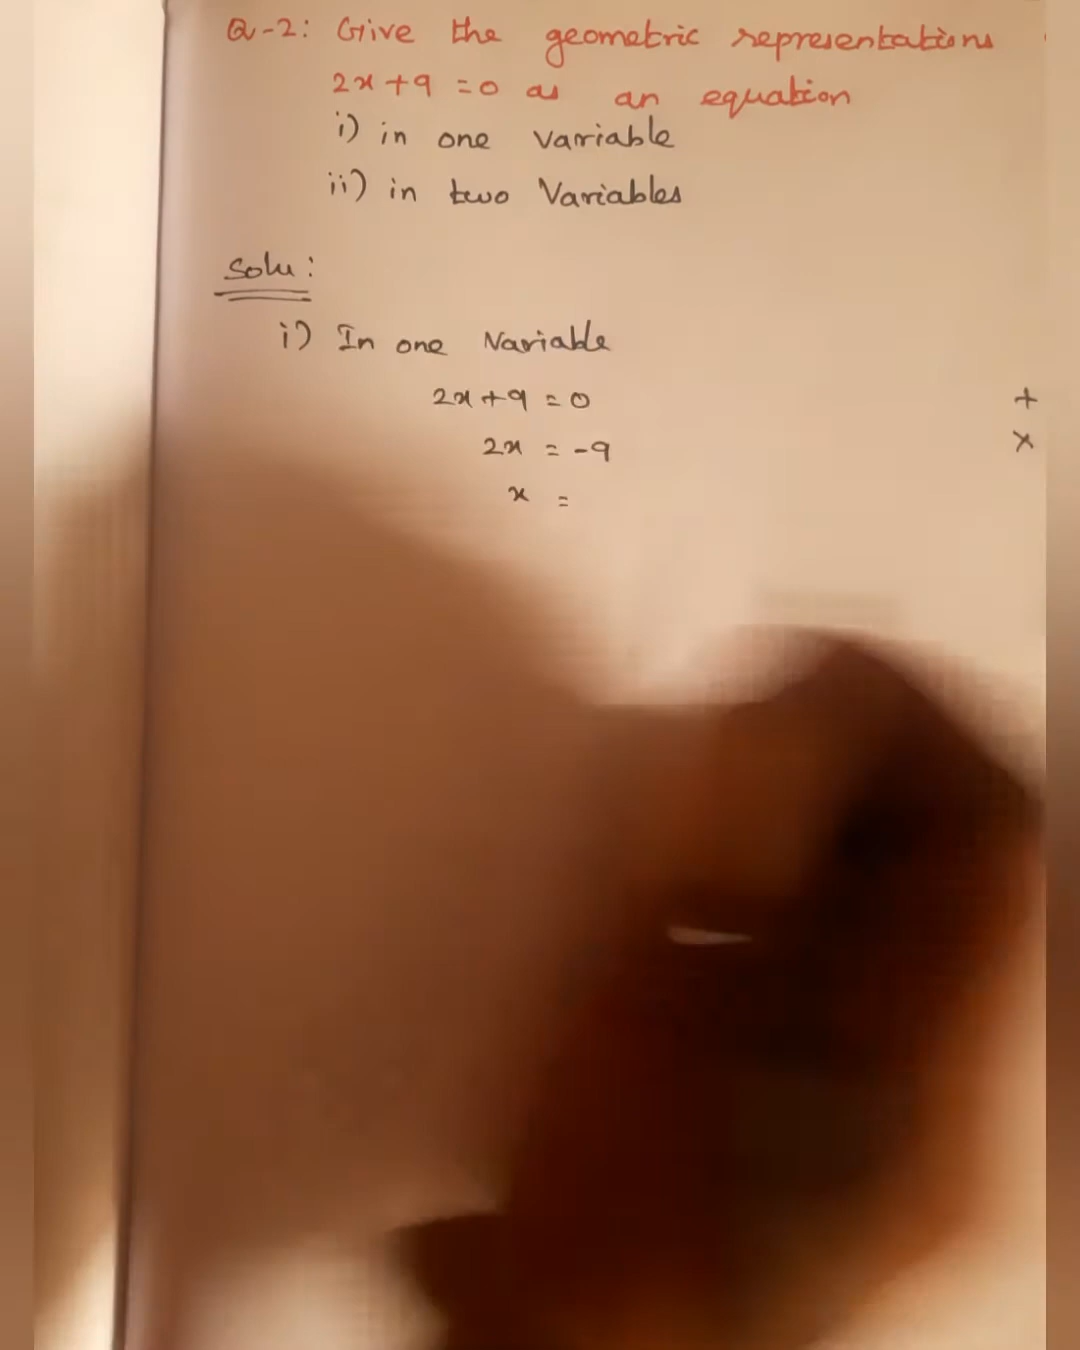 Q-2: Give the geometric representations
2x+9 =0 as an equation
i) in one variable
ii) in two Variables
Solu:
i) In one Variable
2x+9 =0
2x = -9
x =
+
x